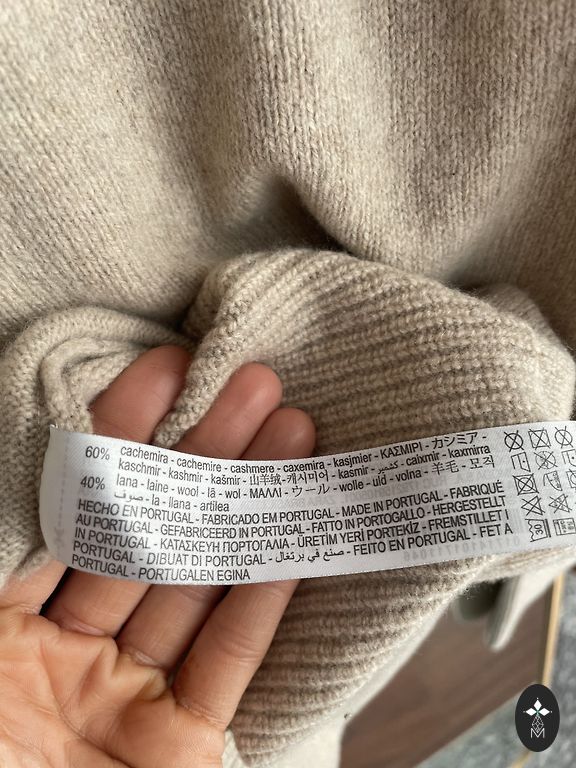 60% cachemira - cachemire - cashmere - caxemira - kasjmier - ΚΑΣΜΙΡΙ - カシミア -
kaschmir - kashmir - kašmír - 山羊绒 - 캐시미어 - kasmír - كشمير - caixmir - kaxmirra
40% lana - laine - wool - lã - wol - ΜΑΛΛΙ - ウール - wolle - uld - volna - 羊毛 - 모직
صوف - la - llana - artilea
HECHO EN PORTUGAL - FABRICADO EM PORTUGAL - MADE IN PORTUGAL - FABRIQUÉ
AU PORTUGAL - GEFABRICEERD IN PORTUGAL - FATTO IN PORTOGALLO - HERGESTELLT
IN PORTUGAL - ΚΑΤΑΣΚΕΥΗ ΠΟΡΤΟΓΑΛΙΑ - ÜRETİM YERİ PORTEKİZ - FREMSTILLET I
PORTUGAL - DIBUAT DI PORTUGAL - صنع في برتغال - FEITO EN PORTUGAL - FET A
PORTUGAL - PORTUGALEN EGINA